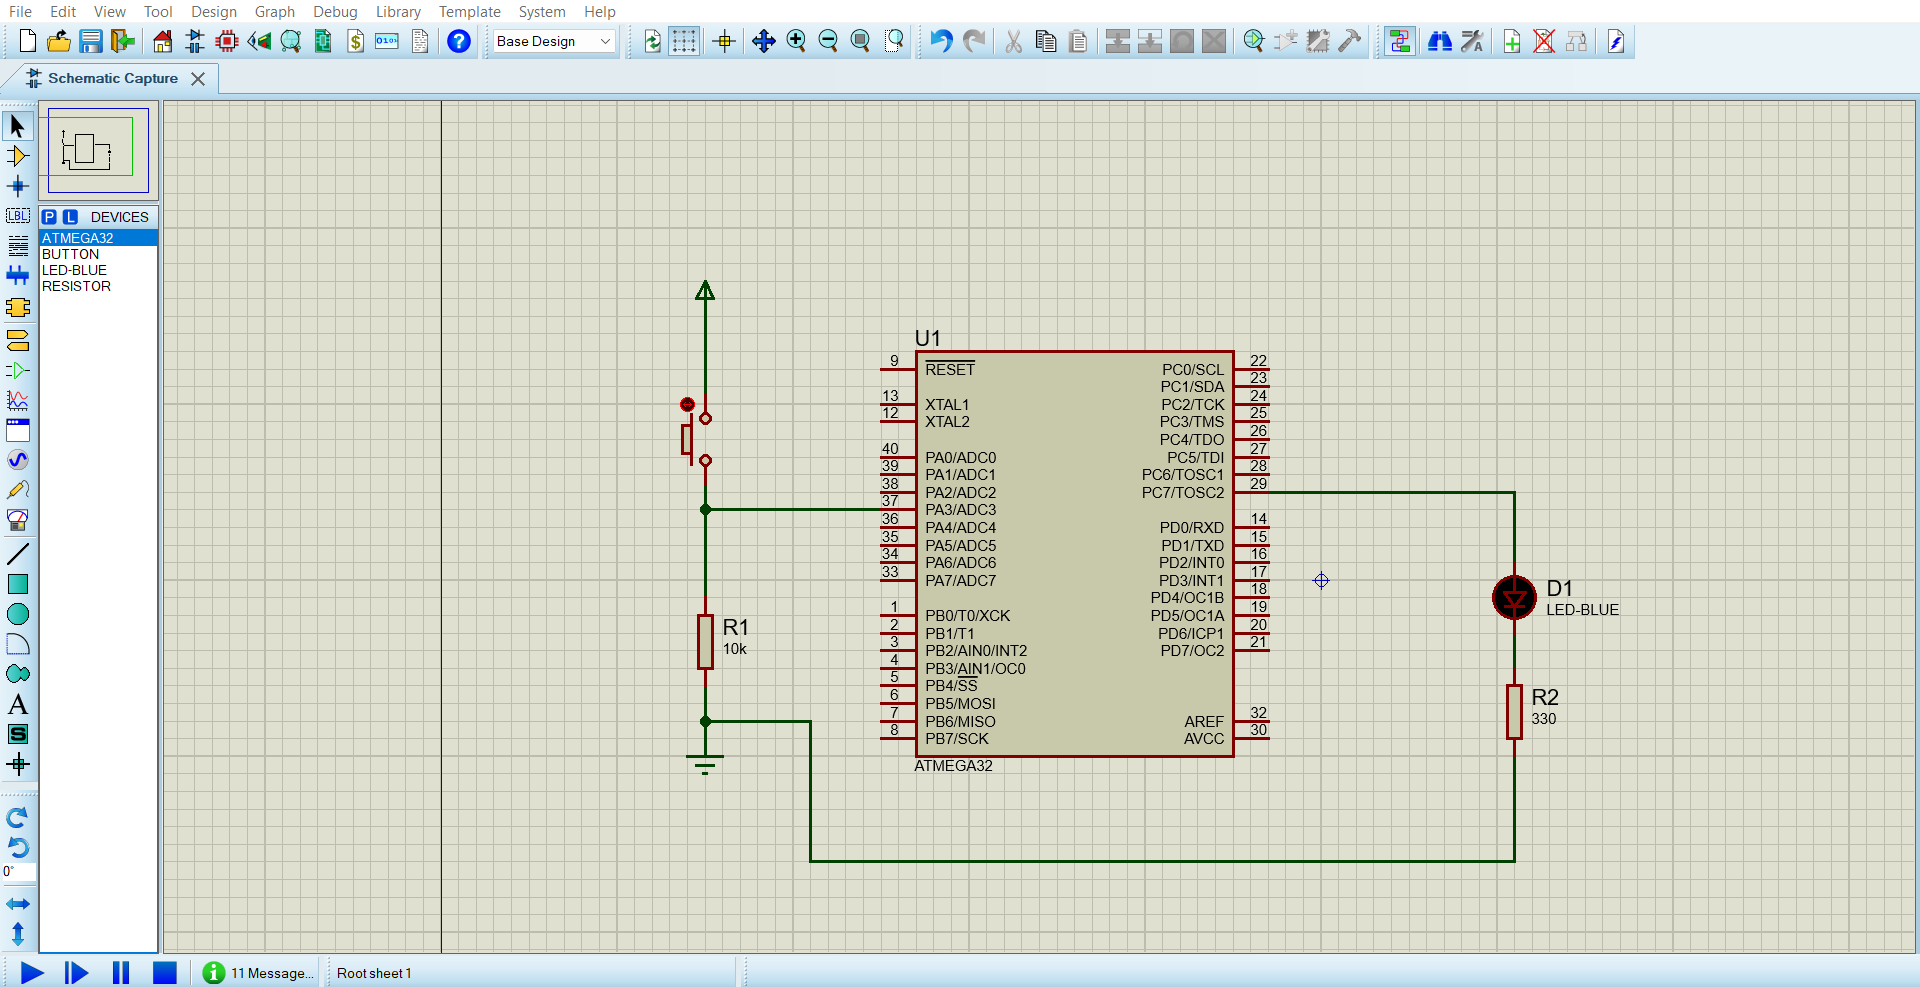 File Edit View Tool Design Graph Debug Library Template System Help
$ 010 ? Base Design
Schematic Capture
LBL
P L DEVICES
ATMEGA32
BUTTON
LED-BLUE
RESISTOR
A
S
0°
U1
9 RESET
13 XTAL1
12 XTAL2
40 PA0/ADC0
39 PA1/ADC1
38 PA2/ADC2
37 PA3/ADC3
36 PA4/ADC4
35 PA5/ADC5
34 PA6/ADC6
33 PA7/ADC7
1 PB0/T0/XCK
2 PB1/T1
3 PB2/AIN0/INT2
4 PB3/AIN1/OC0
5 PB4/SS
6 PB5/MOSI
7 PB6/MISO
8 PB7/SCK
PC0/SCL 22
PC1/SDA 23
PC2/TCK 24
PC3/TMS 25
PC4/TDO 26
PC5/TDI 27
PC6/TOSC1 28
PC7/TOSC2 29
PD0/RXD 14
PD1/TXD 15
PD2/INT0 16
PD3/INT1 17
PD4/OC1B 18
PD5/OC1A 19
PD6/ICP1 20
PD7/OC2 21
AREF 32
AVCC 30
ATMEGA32
R1
10k
D1
LED-BLUE
R2
330
i 11 Message... Root sheet 1